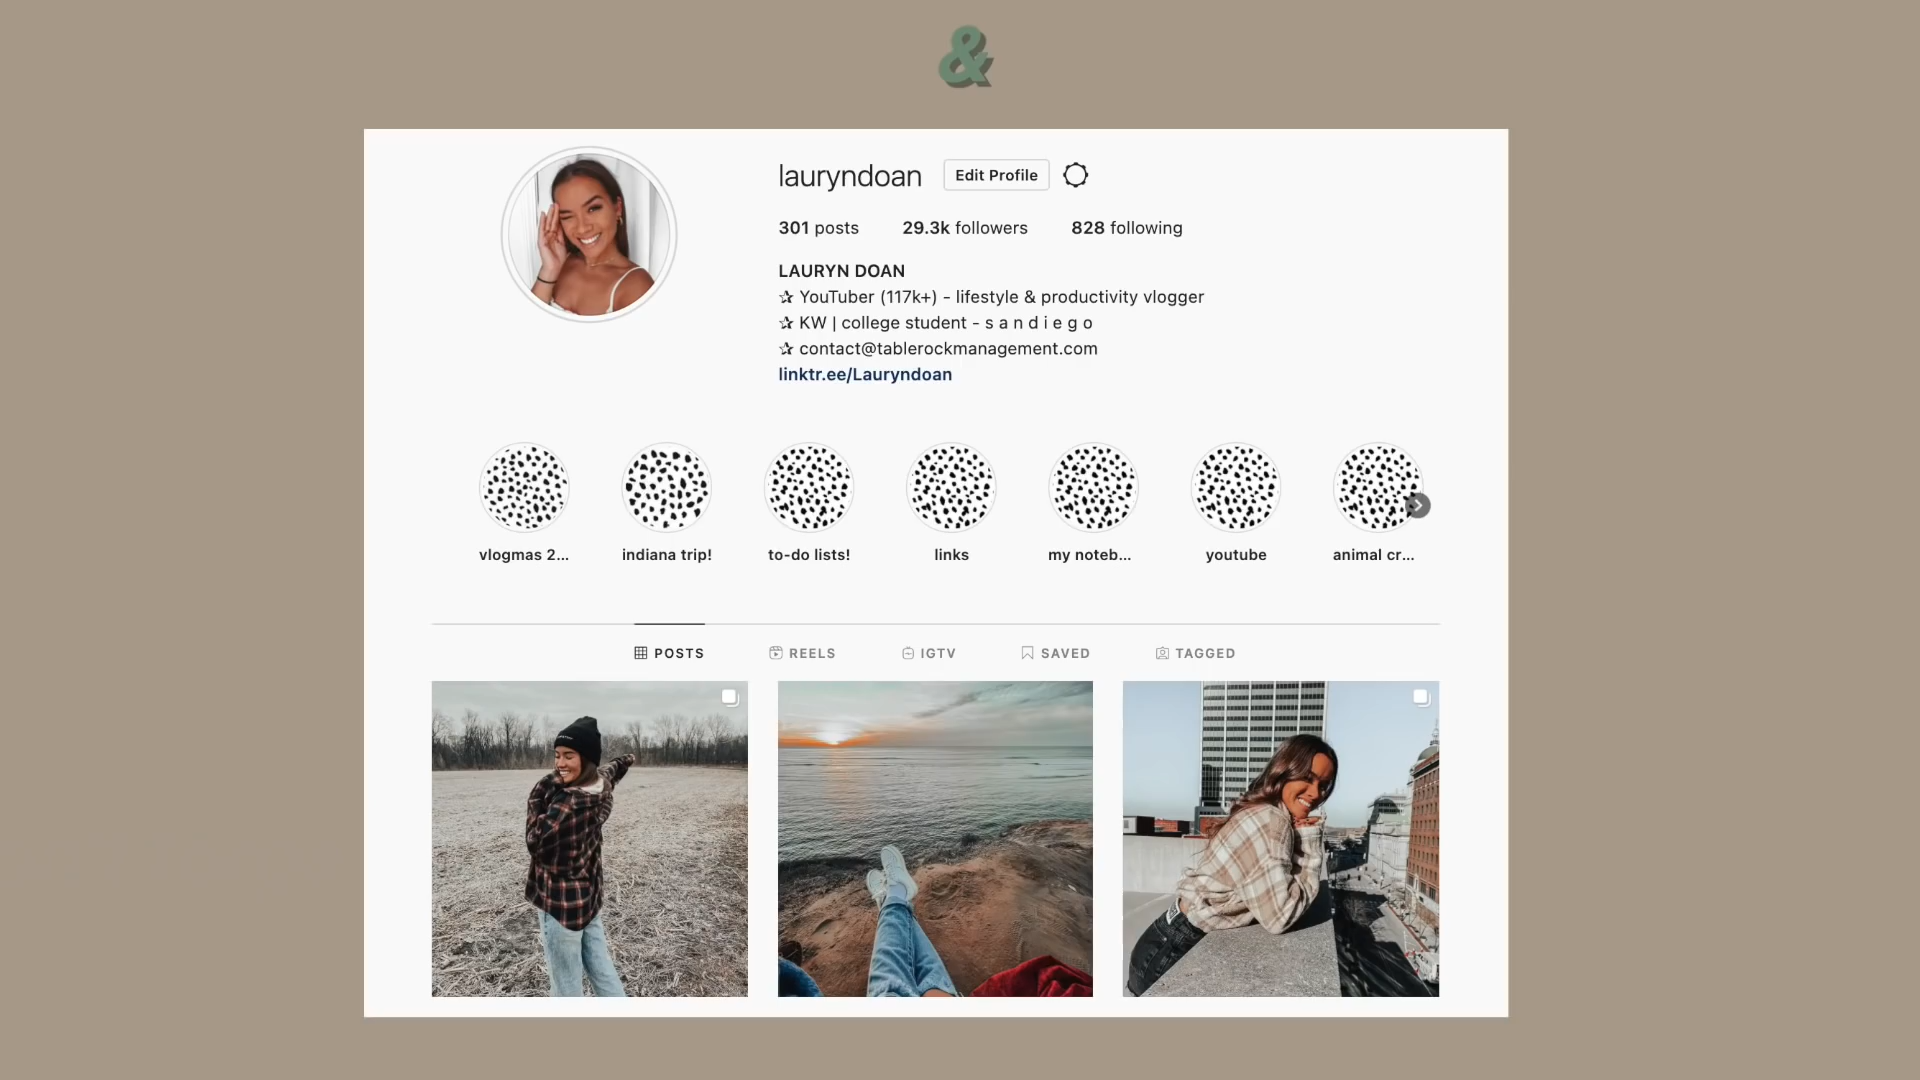 &
lauryndoan Edit Profile
301 posts 29.3k followers 828 following
LAURYN DOAN
✰ YouTuber (117k+) - lifestyle & productivity vlogger
✰ KW | college student - s a n d i e g o
✰ contact@tablerockmanagement.com
linktr.ee/Lauryndoan
vlogmas 2... indiana trip! to-do lists! links my noteb... youtube animal cr...
POSTS REELS IGTV SAVED TAGGED